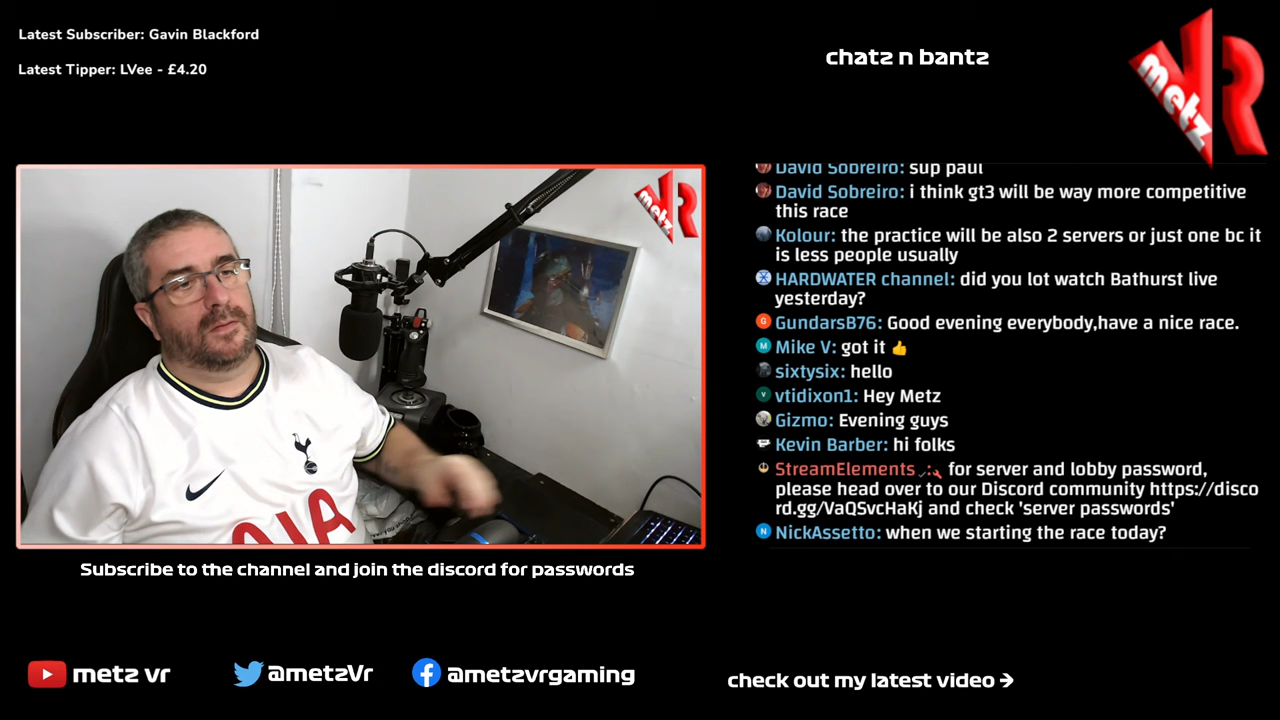 Latest Subscriber: Gavin Blackford
Latest Tipper: LVee - £4.20
chatz n bantz
metz VR
metz VR
AIA
David Sobreiro: sup paul
David Sobreiro: i think gt3 will be way more competitive
this race
Kolour: the practice will be also 2 servers or just one bc it
is less people usually
HARDWATER channel: did you lot watch Bathurst live
yesterday?
GundarsB76: Good evening everybody,have a nice race.
Mike V: got it 👍
sixtysix: hello
vtidixon1: Hey Metz
Gizmo: Evening guys
Kevin Barber: hi folks
StreamElements: for server and lobby password,
please head over to our Discord community https://disco
rd.gg/VaQSvcHaKj and check 'server passwords'
NickAssetto: when we starting the race today?
Subscribe to the channel and join the discord for passwords
metz vr
@metzVr
@metzvrgaming
check out my latest video →